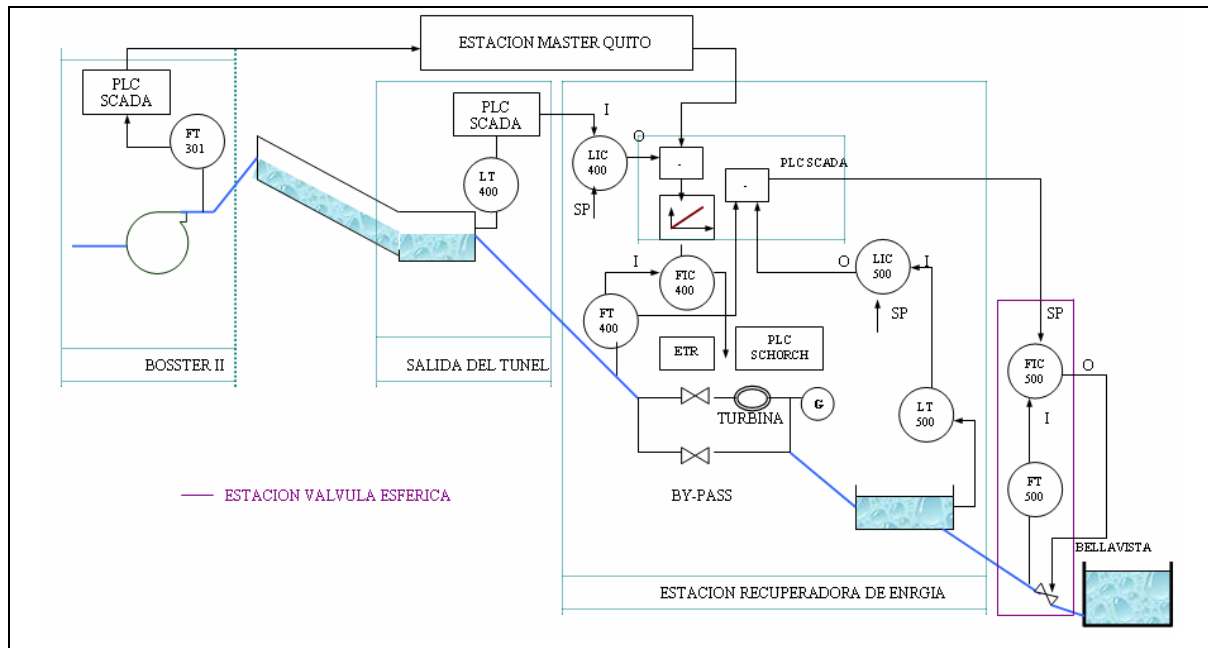 ESTACION MASTER QUITO
PLC
SCADA
FT
301
BOSSTER II
PLC
SCADA
LT
400
SALIDA DEL TUNEL
I
LIC
400
SP
O
-
-
PLC SCADA
I
FIC
400
FT
400
ETR
PLC
SCHORCH
O
LIC
500
I
SP
TURBINA
G
BY-PASS
LT
500
ESTACION RECUPERADORA DE ENRGIA
SP
FIC
500
O
I
FT
500
BELLAVISTA
ESTACION VALVULA ESFERICA